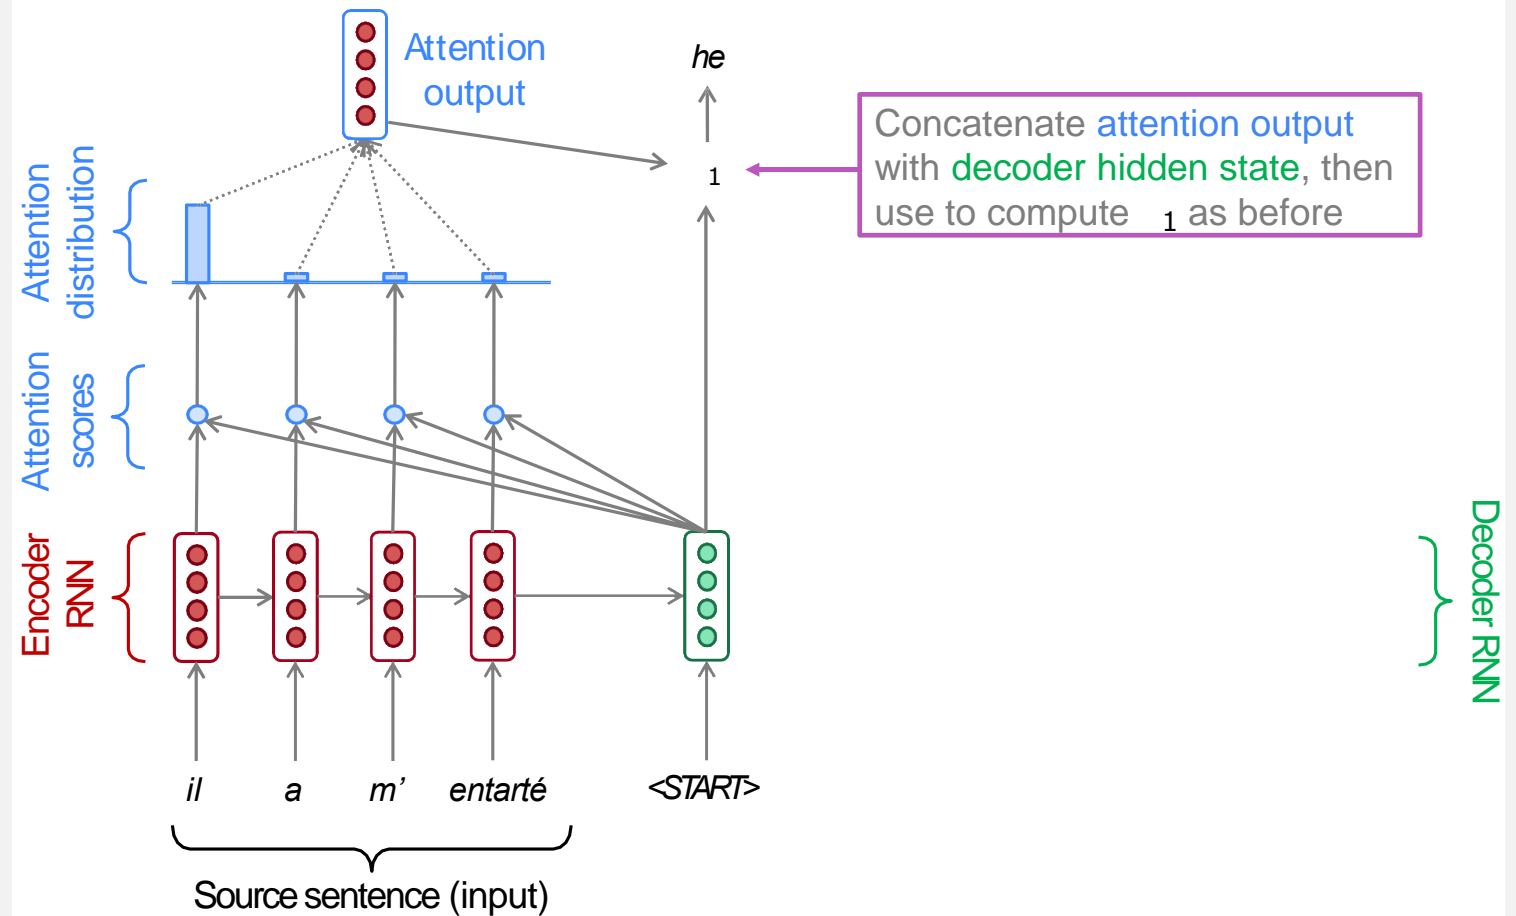 Attention
output
he
Concatenate attention output
with decoder hidden state, then
use to compute 1 as before
1
Attention
distribution
Attention
scores
Encoder
RNN
Decoder RNN
il a m’ entarté <START>
Source sentence (input)